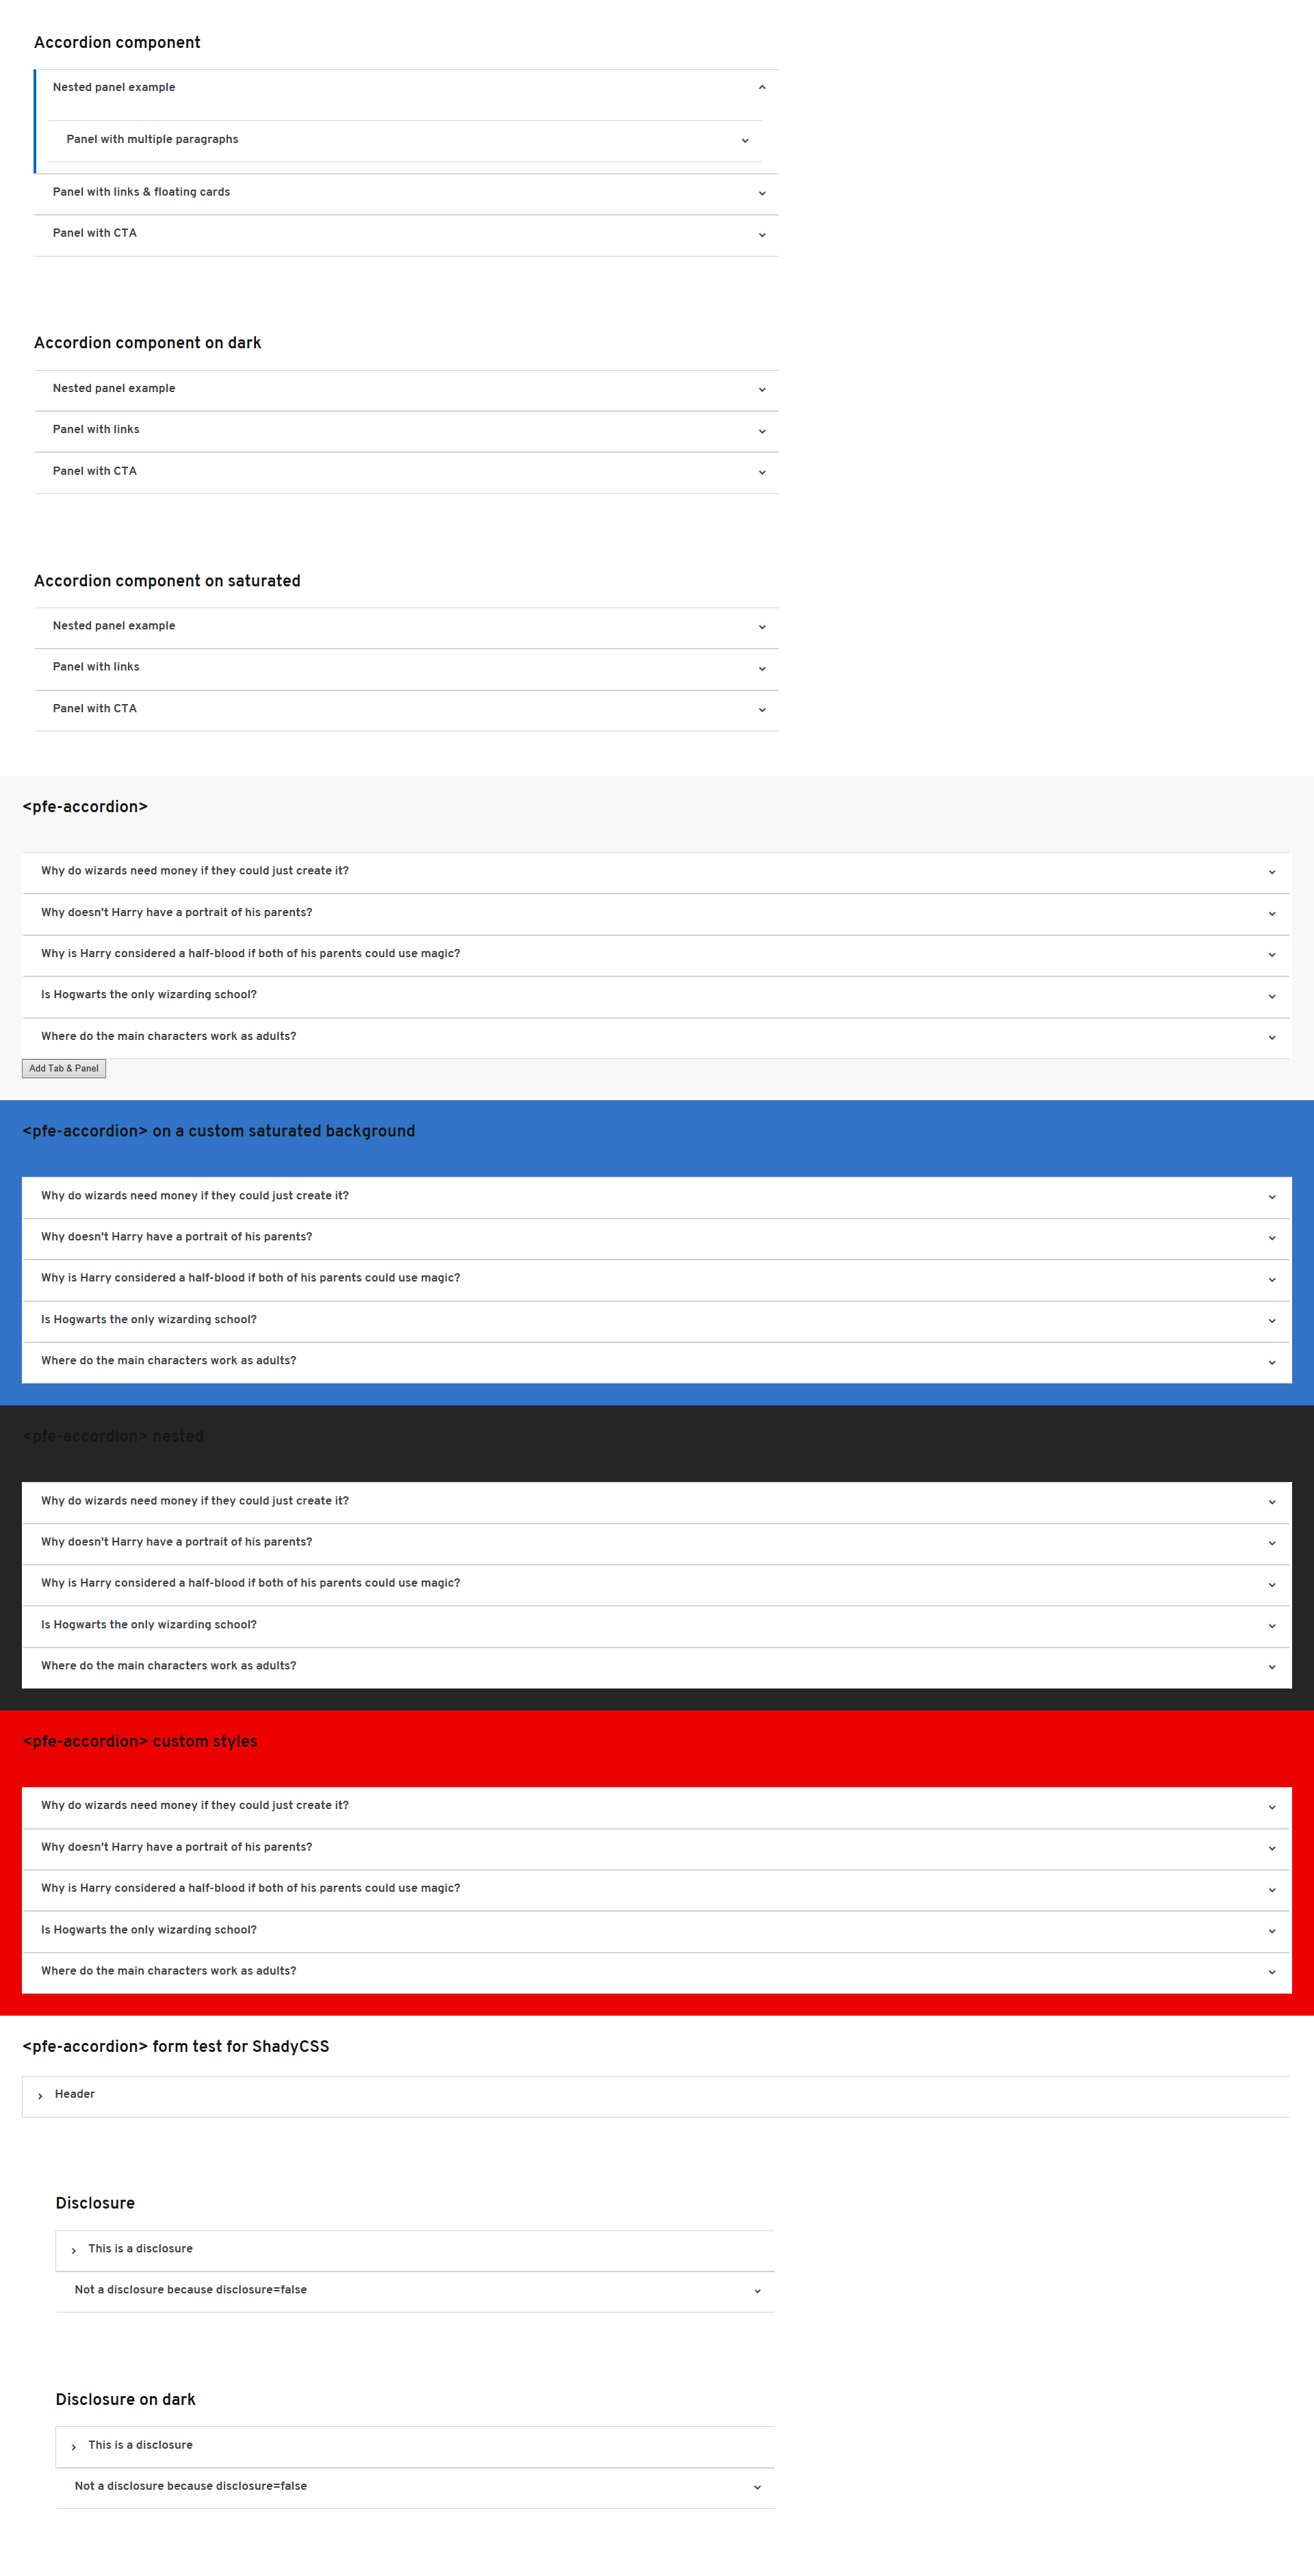 Accordion component
Nested panel example
Panel with multiple paragraphs
Panel with links & floating cards
Panel with CTA
Accordion component on dark
Nested panel example
Panel with links
Panel with CTA
Accordion component on saturated
Nested panel example
Panel with links
Panel with CTA
<pfe-accordion>
Why do wizards need money if they could just create it?
Why doesn't Harry have a portrait of his parents?
Why is Harry considered a half-blood if both of his parents could use magic?
Is Hogwarts the only wizarding school?
Where do the main characters work as adults?
Add Tab & Panel
<pfe-accordion> on a custom saturated background
Why do wizards need money if they could just create it?
Why doesn't Harry have a portrait of his parents?
Why is Harry considered a half-blood if both of his parents could use magic?
Is Hogwarts the only wizarding school?
Where do the main characters work as adults?
<pfe-accordion> nested
Why do wizards need money if they could just create it?
Why doesn't Harry have a portrait of his parents?
Why is Harry considered a half-blood if both of his parents could use magic?
Is Hogwarts the only wizarding school?
Where do the main characters work as adults?
<pfe-accordion> custom styles
Why do wizards need money if they could just create it?
Why doesn't Harry have a portrait of his parents?
Why is Harry considered a half-blood if both of his parents could use magic?
Is Hogwarts the only wizarding school?
Where do the main characters work as adults?
<pfe-accordion> form test for ShadyCSS
Header
Disclosure
This is a disclosure
Not a disclosure because disclosure=false
Disclosure on dark
This is a disclosure
Not a disclosure because disclosure=false